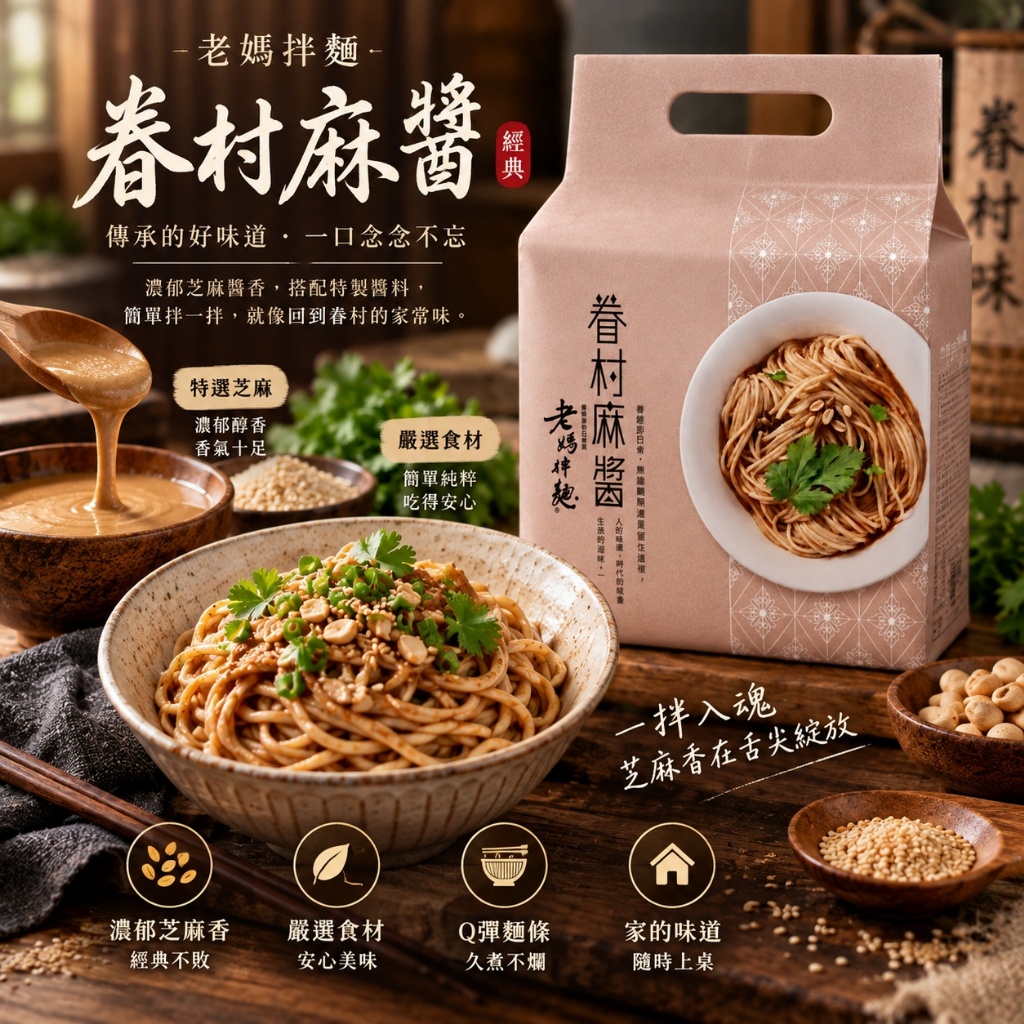 老媽拌麵
眷村麻醬
經典
傳承的好味道・一口念念不忘
濃郁芝麻醬香，搭配特製醬料，
簡單拌一拌，就像回到眷村的家常味。
特選芝麻
濃郁醇香
香氣十足
嚴選食材
簡單純粹
吃得安心
眷村麻醬
老媽拌麵
眷村味
一拌入魂
芝麻香在舌尖綻放
濃郁芝麻香
經典不敗
嚴選食材
安心美味
Q彈麵條
久煮不爛
家的味道
隨時上桌